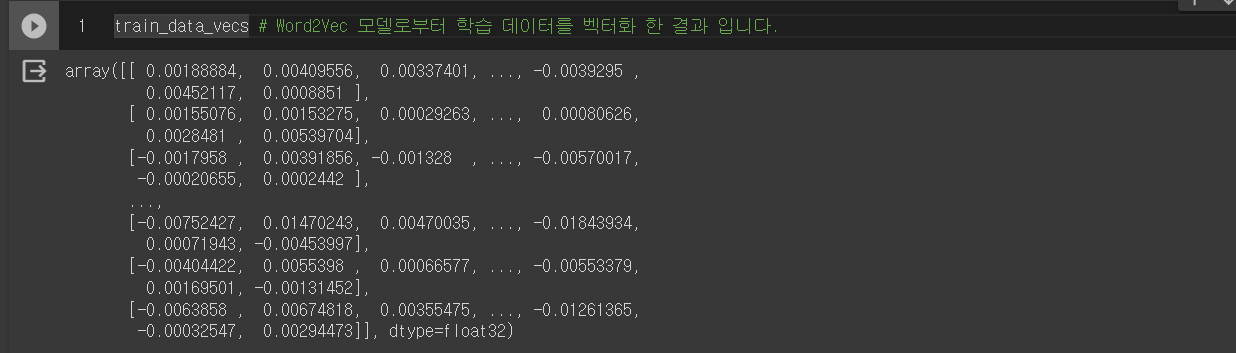 1 train_data_vecs # Word2Vec 모델로부터 학습 데이터를 벡터화 한 결과 입니다.
array([[ 0.00188884, 0.00409556, 0.00337401, ..., -0.0039295 ,
0.00452117, 0.0008851 ],
[ 0.00155076, 0.00153275, 0.00029263, ..., 0.00080626,
0.0028481 , 0.00539704],
[-0.0017958 , 0.00391856, -0.001328 , ..., -0.00570017,
-0.00020655, 0.0002442 ],
...,
[-0.00752427, 0.01470243, 0.00470035, ..., -0.01843934,
0.00071943, -0.00453997],
[-0.00404422, 0.0055398 , 0.00066577, ..., -0.00553379,
0.00169501, -0.00131452],
[-0.0063858 , 0.00674818, 0.00355475, ..., -0.01261365,
-0.00032547, 0.00294473]], dtype=float32)